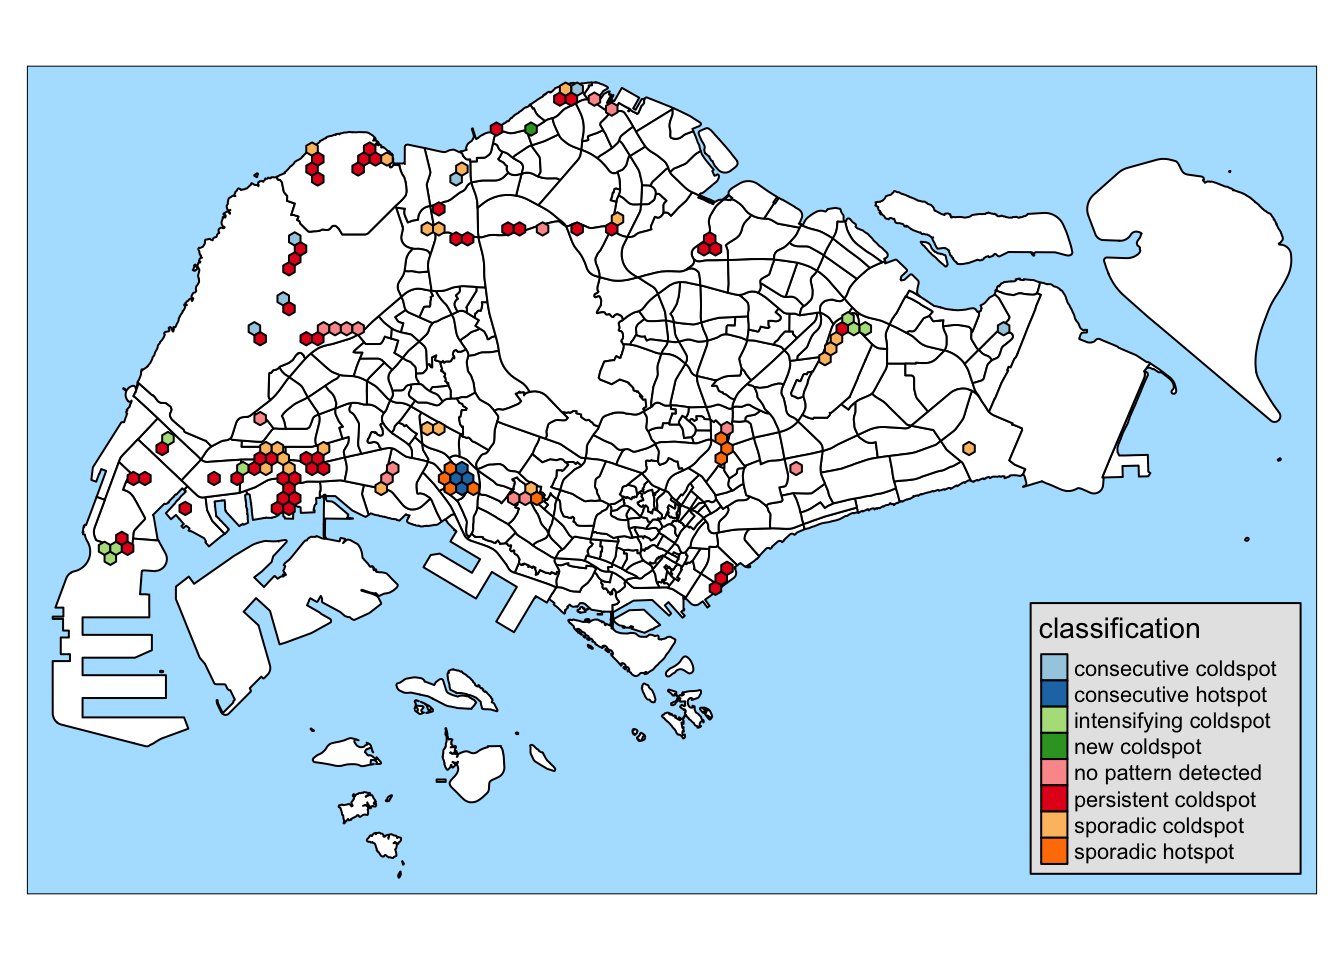 classification
consecutive coldspot
consecutive hotspot
intensifying coldspot
new coldspot
no pattern detected
persistent coldspot
sporadic coldspot
sporadic hotspot